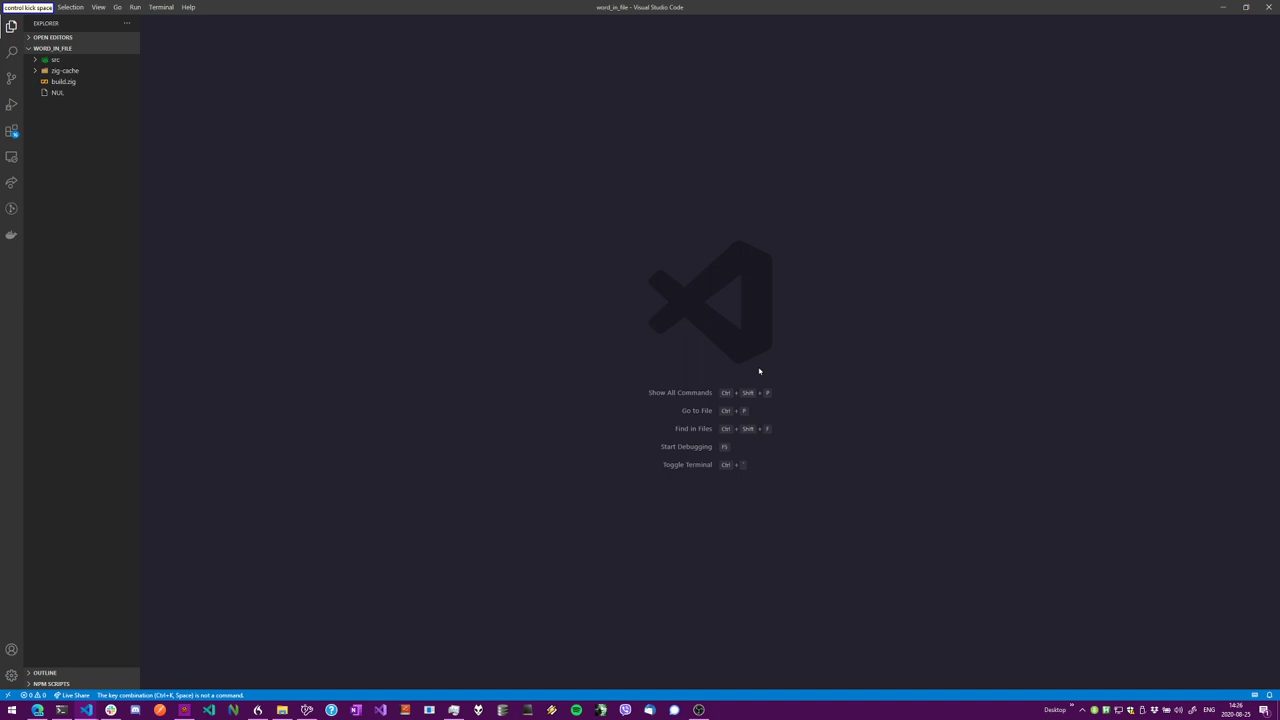 control kick space Selection View Go Run Terminal Help
word_in_file - Visual Studio Code
EXPLORER
OPEN EDITORS
WORD_IN_FILE
src
zig-cache
build.zig
NUL
Show All Commands Ctrl + Shift + P
Go to File Ctrl + P
Find in Files Ctrl + Shift + F
Start Debugging F5
Toggle Terminal Ctrl + `
OUTLINE
NPM SCRIPTS
0 0 Live Share The key combination (Ctrl+K, Space) is not a command.
Desktop
ENG
14:26
2020-08-25